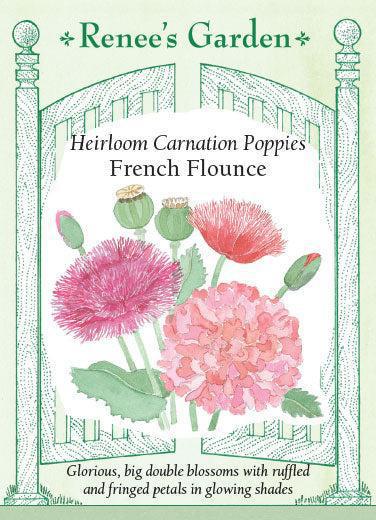 Renee's Garden
Heirloom Carnation Poppies
French Flounce
Glorious, big double blossoms with ruffled
and fringed petals in glowing shades